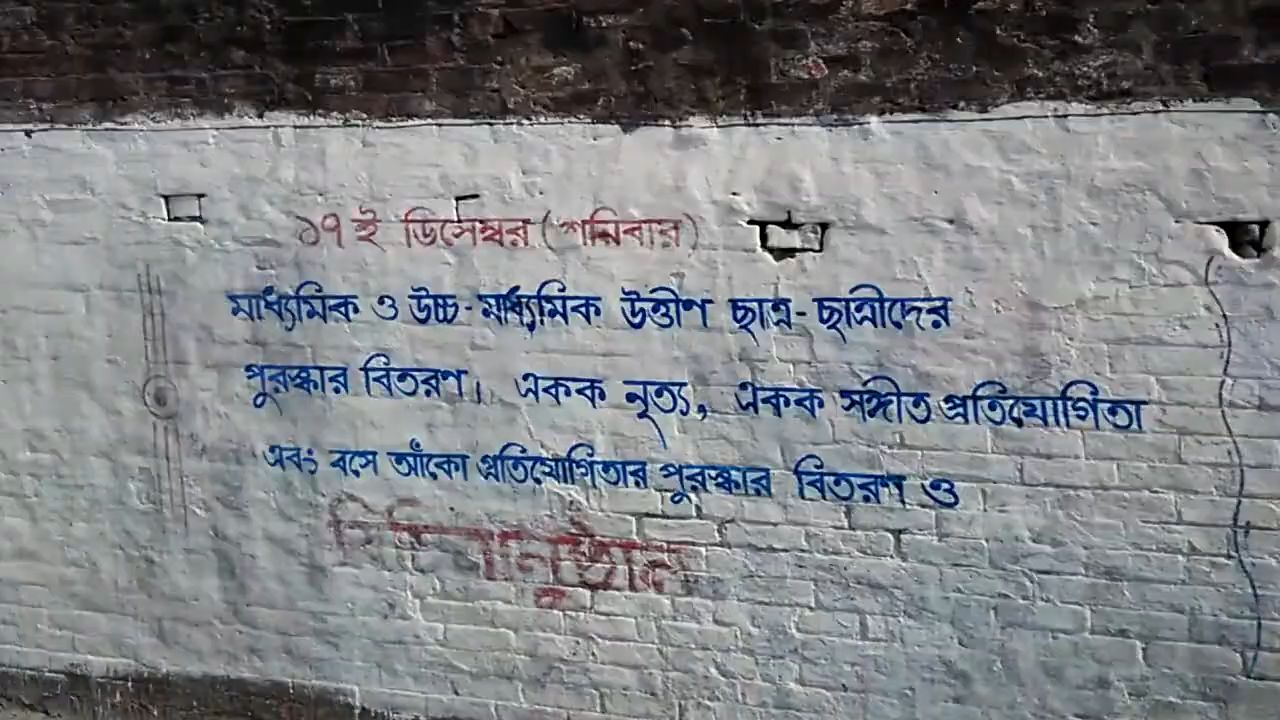 ১৭ই ডিসেম্বর (শনিবার)
মাধ্যমিক ও উচ্চ-মাধ্যমিক উত্তীণ ছাত্র-ছাত্রীদের
পুরস্কার বিতরণ। একক নৃত্য, একক সঙ্গীত প্রতিযোগিতা
এবং বসে আঁকো প্রতিযোগিতার পুরস্কার বিতরণ ও